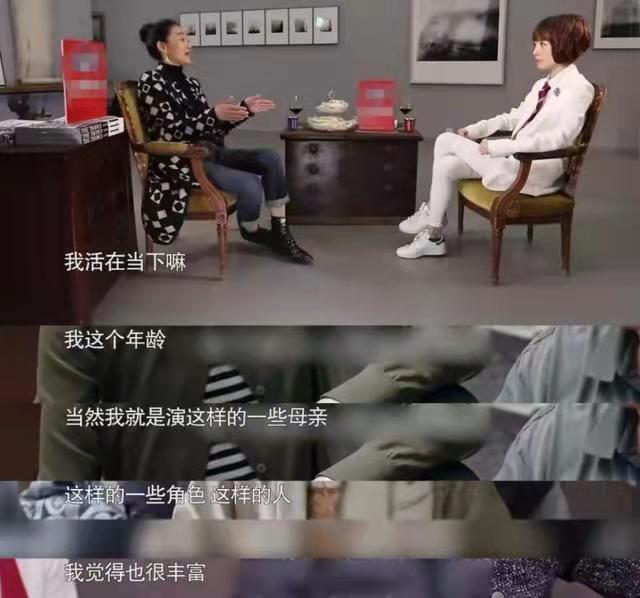 我活在当下嘛
我这个年龄
当然我就是演这样的一些母亲
这样的一些角色 这样的人
我觉得也很丰富